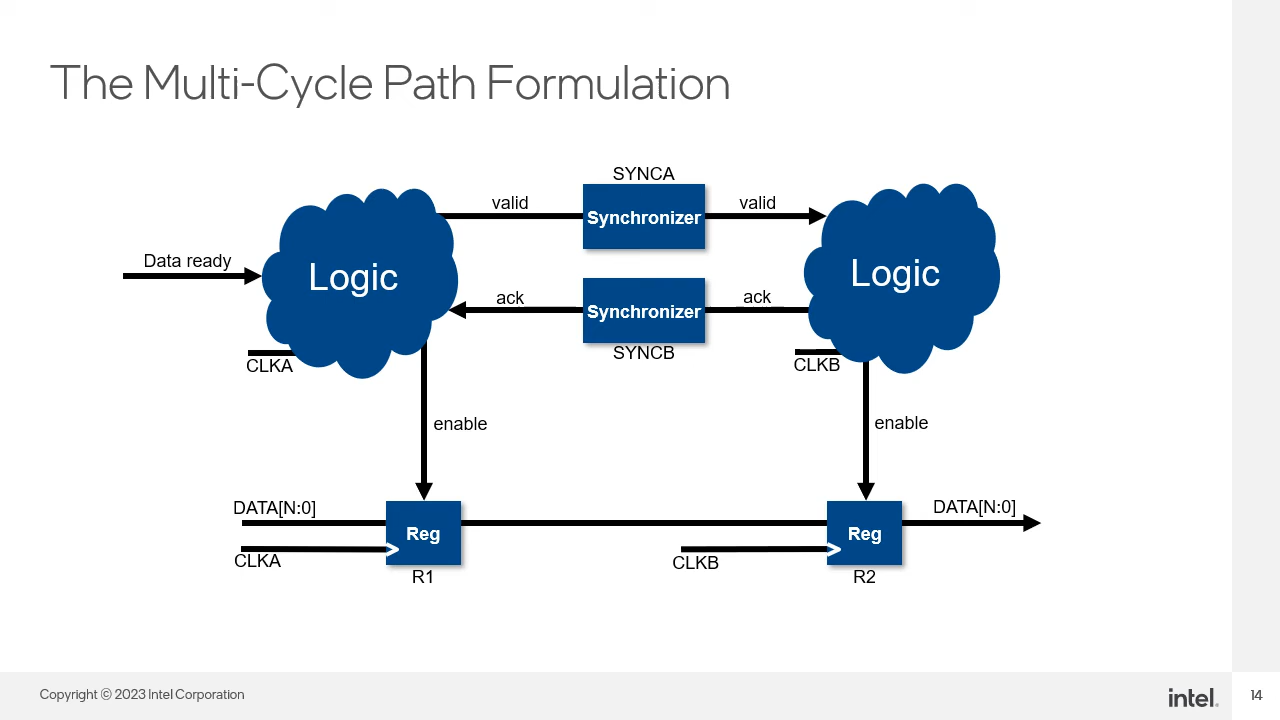 The Multi-Cycle Path Formulation
SYNCA
valid
Synchronizer
valid
Data ready
Logic
Logic
ack
Synchronizer
ack
SYNCB
CLKA
CLKB
enable
enable
DATA[N:0]
Reg
Reg
DATA[N:0]
CLKA
CLKB
R1
R2
Copyright © 2023 Intel Corporation
intel.
14